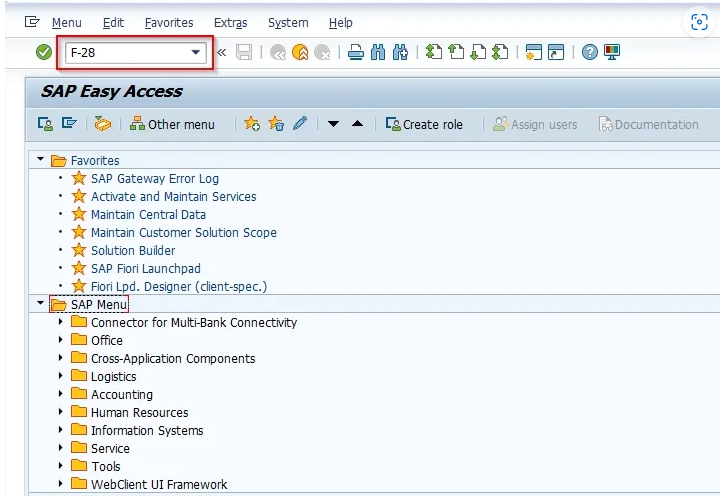 Menu Edit Favorites Extras System Help
F-28
SAP Easy Access
Other menu Create role Assign users Documentation
Favorites
SAP Gateway Error Log
Activate and Maintain Services
Maintain Central Data
Maintain Customer Solution Scope
Solution Builder
SAP Fiori Launchpad
Fiori Lpd. Designer (client-spec.)
SAP Menu
Connector for Multi-Bank Connectivity
Office
Cross-Application Components
Logistics
Accounting
Human Resources
Information Systems
Service
Tools
WebClient UI Framework